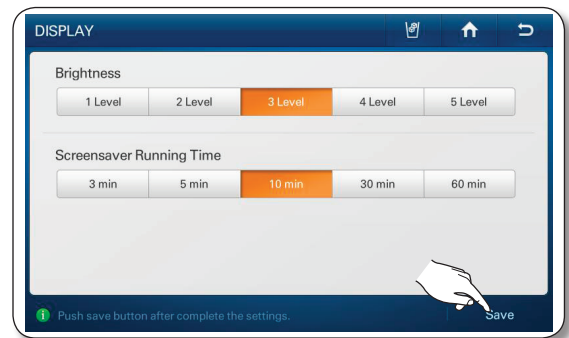 DISPLAY
Brightness
1 Level 2 Level 3 Level 4 Level 5 Level
Screensaver Running Time
3 min 5 min 10 min 30 min 60 min
Push save button after complete the settings. Save